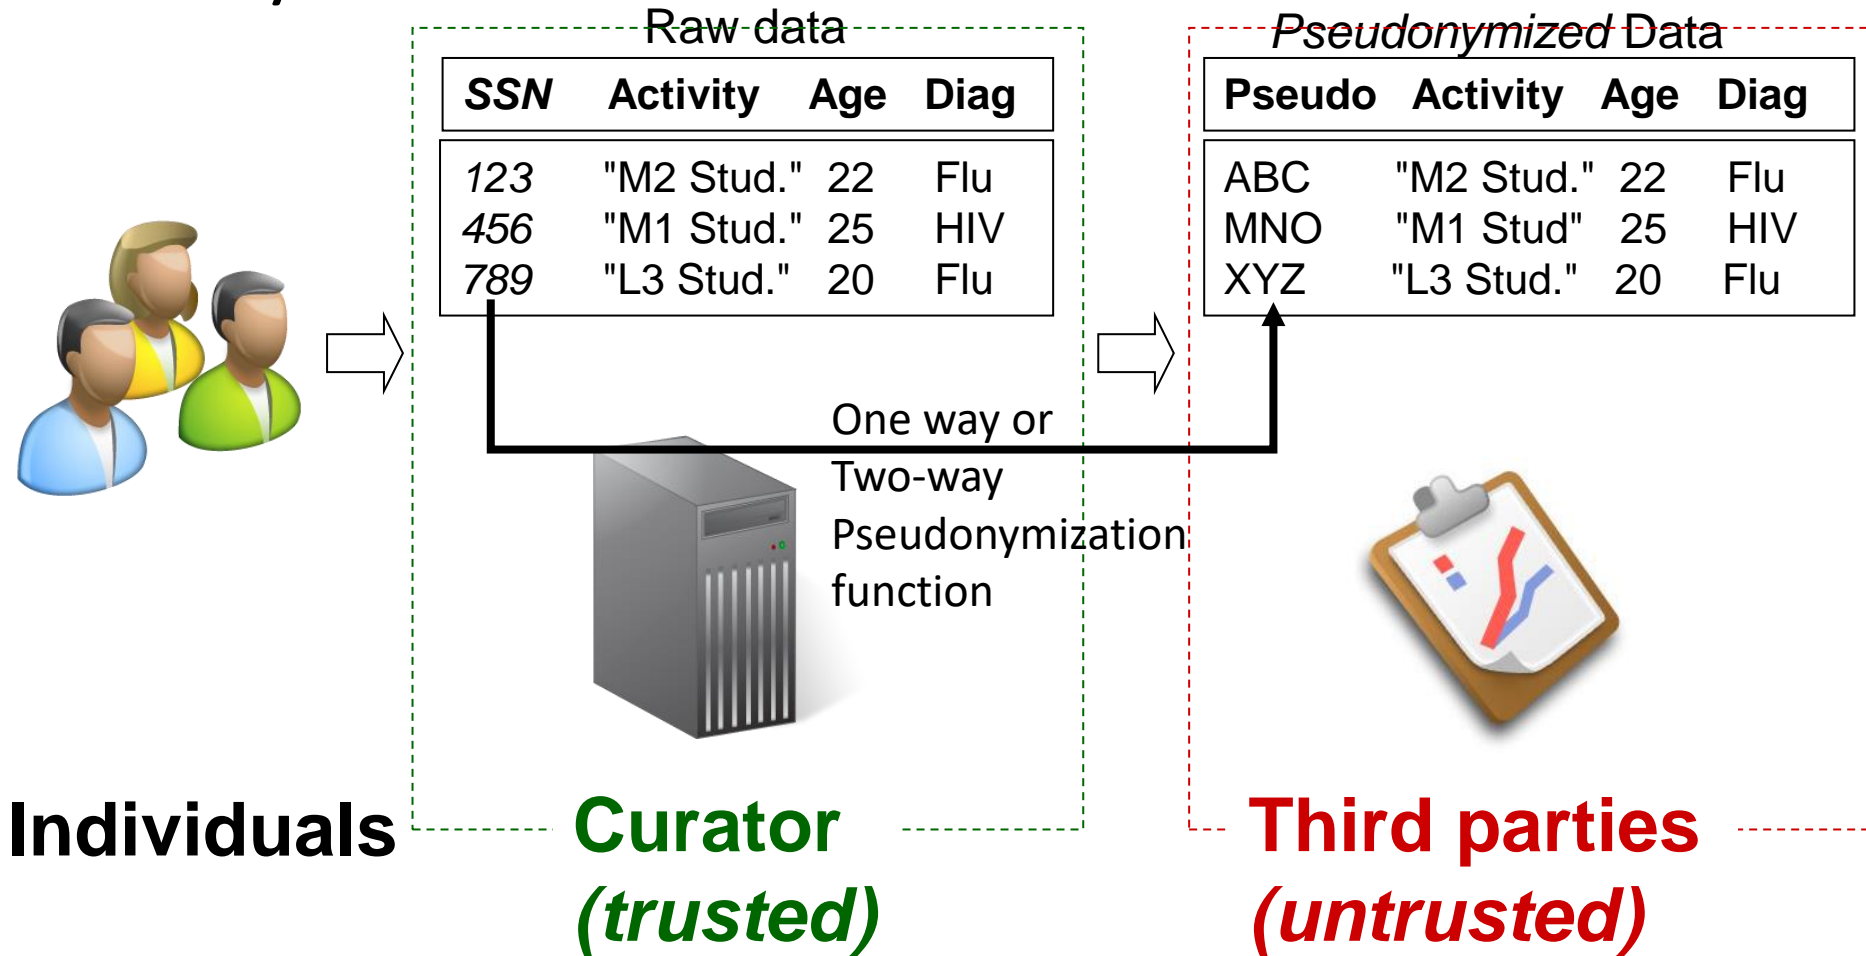 Raw data
SSN Activity Age Diag
123 "M2 Stud." 22 Flu
456 "M1 Stud." 25 HIV
789 "L3 Stud." 20 Flu
Pseudonymized Data
Pseudo Activity Age Diag
ABC "M2 Stud." 22 Flu
MNO "M1 Stud" 25 HIV
XYZ "L3 Stud." 20 Flu
One way or
Two-way
Pseudonymization
function
Individuals
Curator
(trusted)
Third parties
(untrusted)